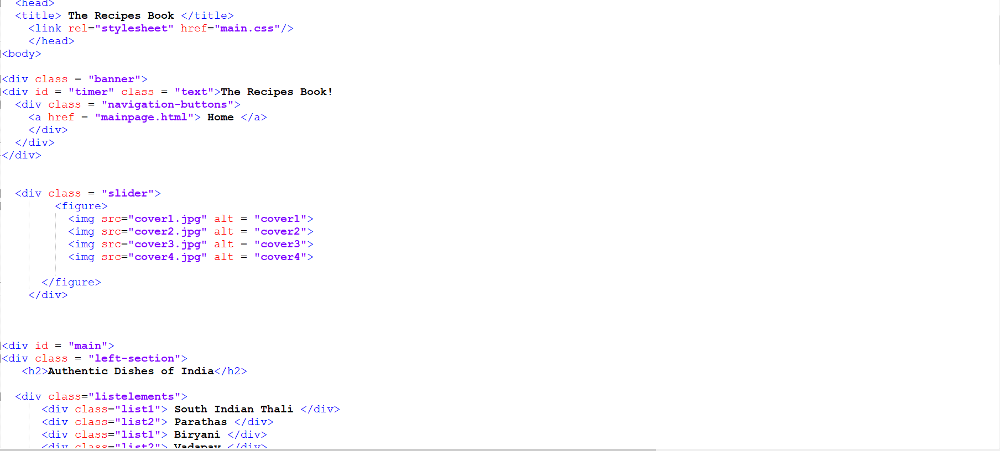 <head>
<title> The Recipes Book </title>
<link rel="stylesheet" href="main.css"/>
</head>
<body>
<div class = "banner">
<div id = "timer" class = "text">The Recipes Book!
<div class = "navigation-buttons">
<a href = "mainpage.html"> Home </a>
</div>
</div>
</div>
<div class = "slider">
<figure>
<img src="cover1.jpg" alt = "cover1">
<img src="cover2.jpg" alt = "cover2">
<img src="cover3.jpg" alt = "cover3">
<img src="cover4.jpg" alt = "cover4">
</figure>
</div>
<div id = "main">
<div class = "left-section">
<h2>Authentic Dishes of India</h2>
<div class="listelements">
<div class="list1"> South Indian Thali </div>
<div class="list2"> Parathas </div>
<div class="list1"> Biryani </div>
<div class="list2"> Vadapav </div>